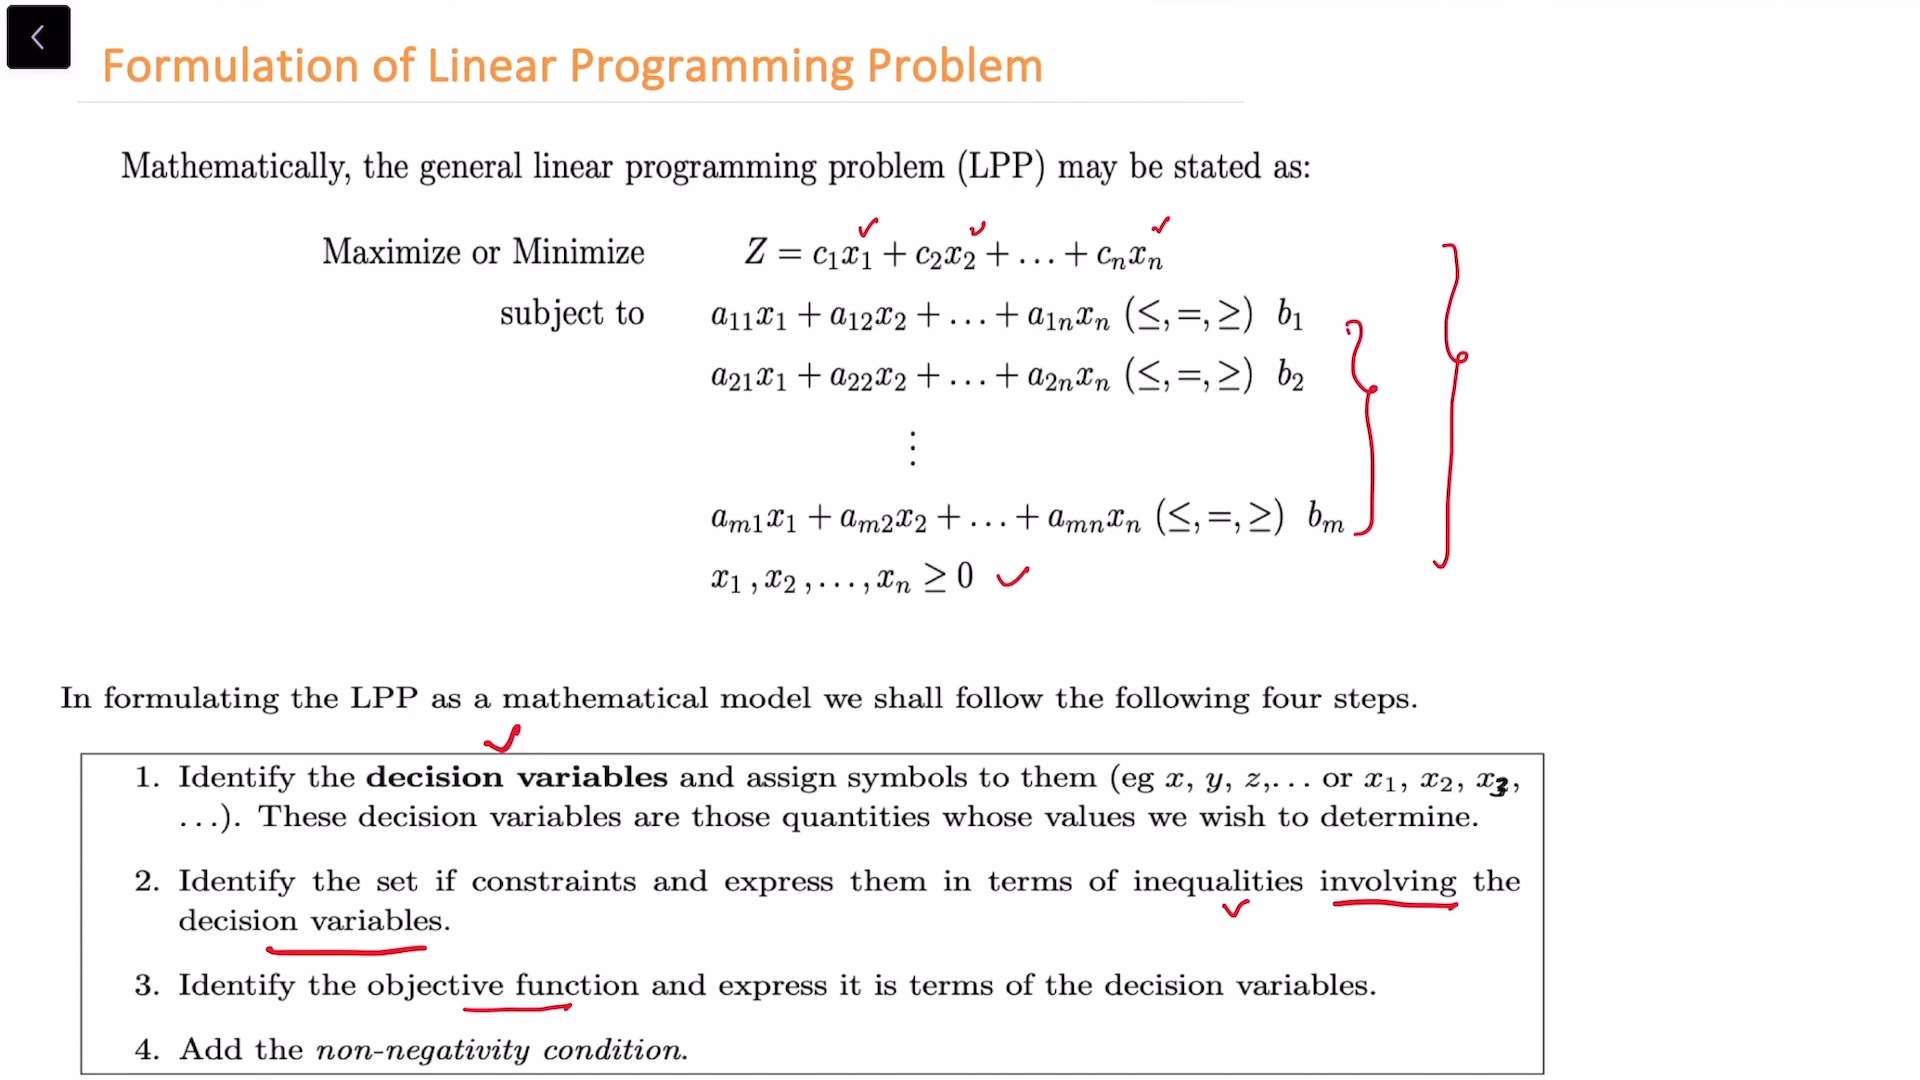 Formulation of Linear Programming Problem
Mathematically, the general linear programming problem (LPP) may be stated as:
Maximize or Minimize Z = c₁x₁ + c₂x₂ + … + cₙxₙ
subject to a₁₁x₁ + a₁₂x₂ + … + a₁ₙxₙ (≤, =, ≥) b₁
a₂₁x₁ + a₂₂x₂ + … + a₂ₙxₙ (≤, =, ≥) b₂
⋮
aₘ₁x₁ + aₘ₂x₂ + … + aₘₙxₙ (≤, =, ≥) bₘ
x₁ , x₂ , … , xₙ ≥ 0
In formulating the LPP as a mathematical model we shall follow the following four steps.
1. Identify the decision variables and assign symbols to them (eg x, y, z,… or x₁, x₂, x₃,
…). These decision variables are those quantities whose values we wish to determine.
2. Identify the set if constraints and express them in terms of inequalities involving the
decision variables.
3. Identify the objective function and express it is terms of the decision variables.
4. Add the non-negativity condition.